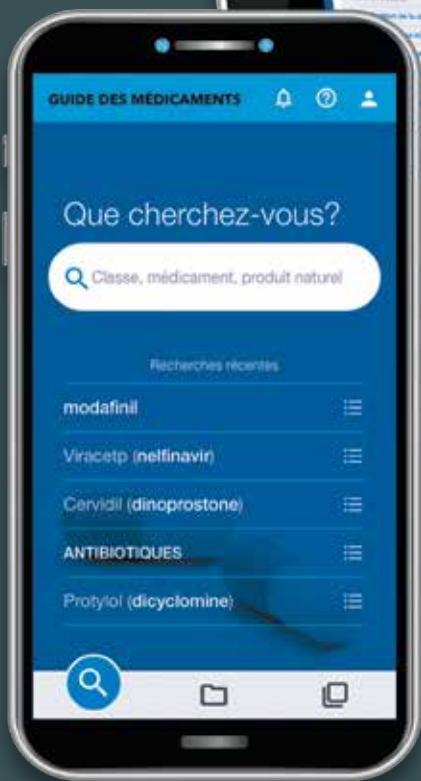 GUIDE DES MÉDICAMENTS
Que cherchez-vous?
Classe, médicament, produit naturel
Recherches récentes
modafinil
Viracetp (nelfinavir)
Cervidil (dinoprostone)
ANTIBIOTIQUES
Protylol (dicyclomine)